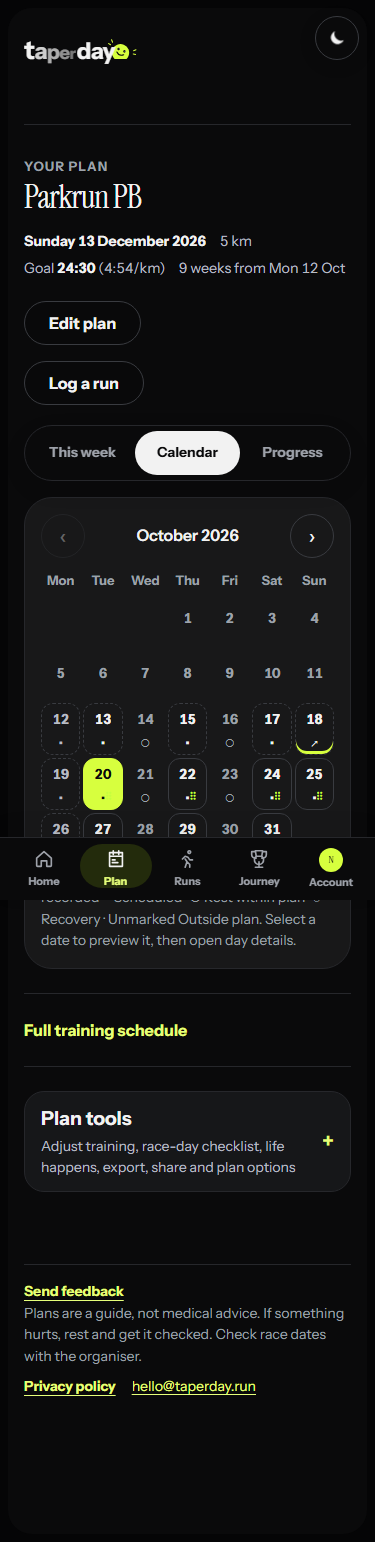 taperday
YOUR PLAN
Parkrun PB
Sunday 13 December 2026 5 km
Goal 24:30 (4:54/km) 9 weeks from Mon 12 Oct
Edit plan
Log a run
This week Calendar Progress
‹ October 2026 ›
Mon Tue Wed Thu Fri Sat Sun
1 2 3 4
5 6 7 8 9 10 11
12 13 14 15 16 17 18
19 20 21 22 23 24 25
26 27 28 29 30 31
Home Plan Runs Journey Account
N
Recovery · Unmarked Outside plan. Select a
date to preview it, then open day details.
Full training schedule
Plan tools
Adjust training, race-day checklist, life
happens, export, share and plan options
+
Send feedback
Plans are a guide, not medical advice. If something
hurts, rest and get it checked. Check race dates
with the organiser.
Privacy policy hello@taperday.run